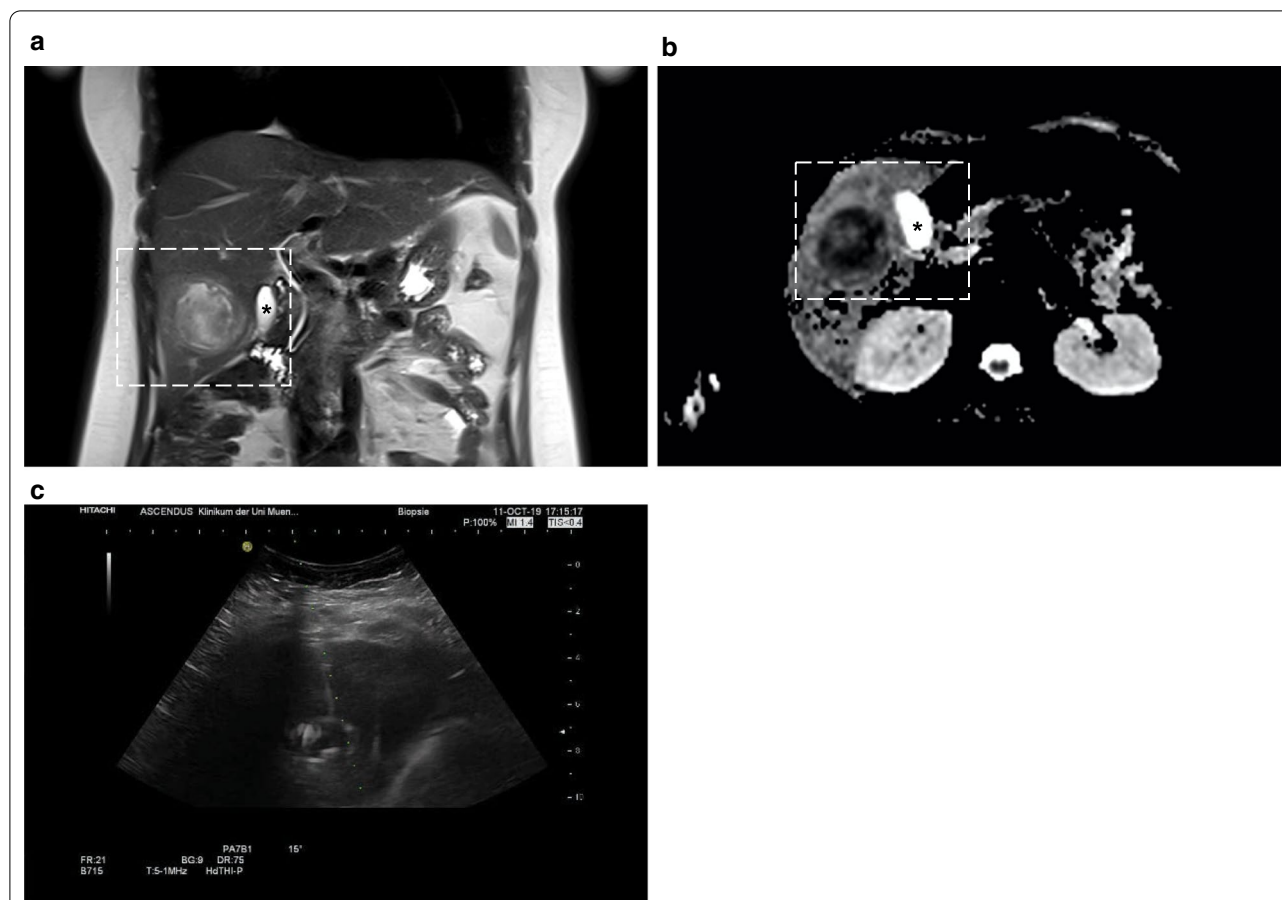 a
b
*
*
c
HITACHI ASCENDUS Klinikum der Uni Muen... Biopsie 11-OCT-19 17:15:17
P:100% MI 1.4 TIS<0.4
0
2
4
6
8
10
PA7B1 15°
FR:21 BG:9 DR:75
B715 T:5-1MHz HdTHI-P